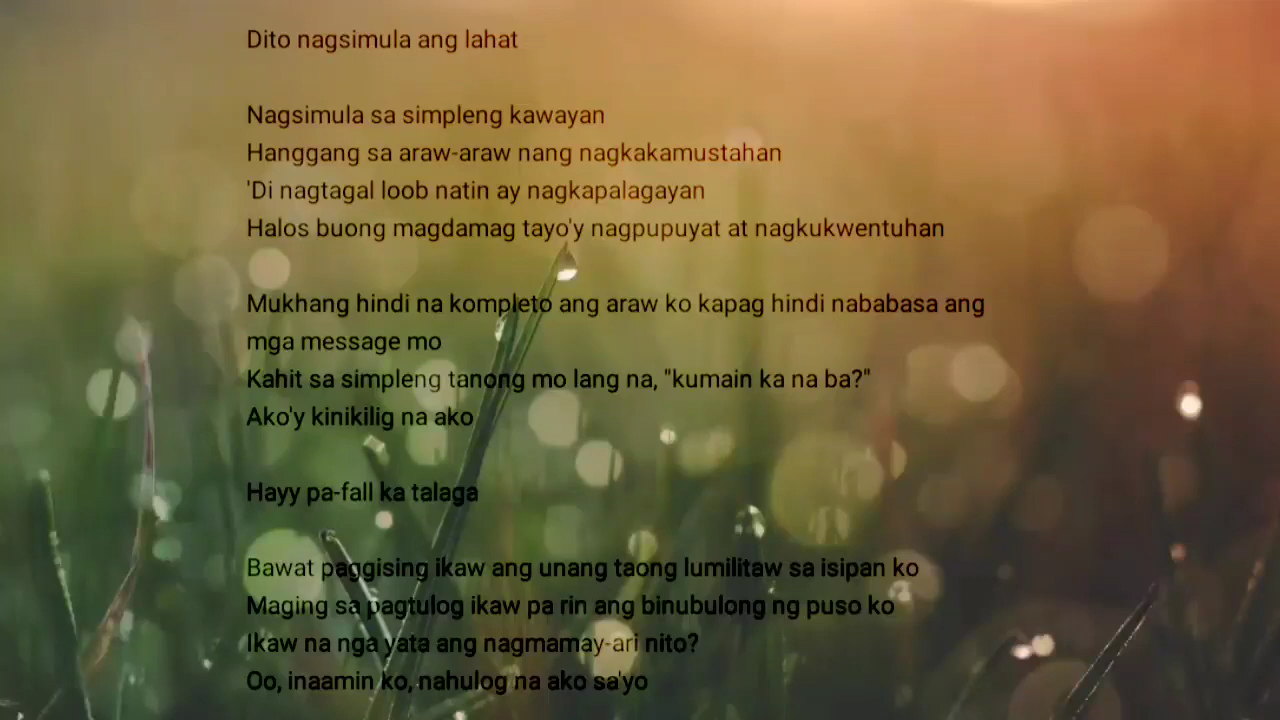 Dito nagsimula ang lahat
Nagsimula sa simpleng kawayan
Hanggang sa araw-araw nang nagkakamustahan
'Di nagtagal loob natin ay nagkapalagayan
Halos buong magdamag tayo'y nagpupuyat at nagkukwentuhan
Mukhang hindi na kompleto ang araw ko kapag hindi nababasa ang
mga message mo
Kahit sa simpleng tanong mo lang na, "kumain ka na ba?"
Ako'y kinikilig na ako
Hayy pa-fall ka talaga
Bawat paggising ikaw ang unang taong lumilitaw sa isipan ko
Maging sa pagtulog ikaw pa rin ang binubulong ng puso ko
Ikaw na nga yata ang nagmamay-ari nito?
Oo, inaamin ko, nahulog na ako sa'yo